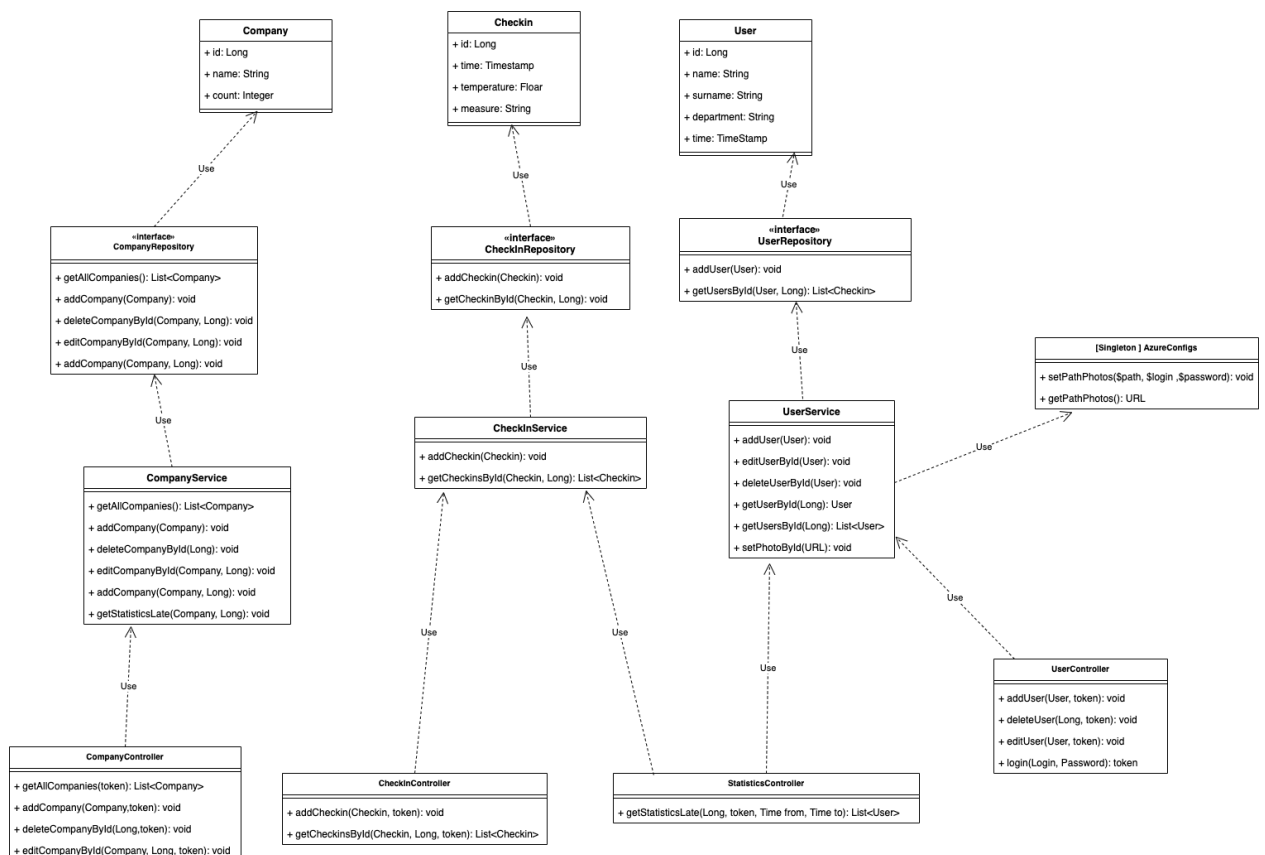 Company
+ id: Long
+ name: String
+ count: Integer
Checkin
+ id: Long
+ time: Timestamp
+ temperature: Floar
+ measure: String
User
+ id: Long
+ name: String
+ surname: String
+ department: String
+ time: TimeStamp
Use
Use
Use
«interface»
CompanyRepository
+ getAllCompanies(): List<Company>
+ addCompany(Company): void
+ deleteCompanyById(Company, Long): void
+ editCompanyById(Company, Long): void
+ addCompany(Company, Long): void
«interface»
CheckInRepository
+ addCheckin(Checkin): void
+ getCheckinById(Checkin, Long): void
«interface»
UserRepository
+ addUser(User): void
+ getUsersById(User, Long): List<Checkin>
Use
Use
Use
[Singleton ] AzureConfigs
+ setPathPhotos($path, $login ,$password): void
+ getPathPhotos(): URL
CompanyService
+ getAllCompanies(): List<Company>
+ addCompany(Company): void
+ deleteCompanyById(Long): void
+ editCompanyById(Company, Long): void
+ addCompany(Company, Long): void
+ getStatisticsLate(Company, Long): void
CheckInService
+ addCheckin(Checkin): void
+ getCheckinsById(Checkin, Long): List<Checkin>
UserService
+ addUser(User): void
+ editUserById(User): void
+ deleteUserById(User): void
+ getUserById(Long): User
+ getUsersById(Long): List<User>
+ setPhotoById(URL): void
Use
Use
Use
Use
Use
Use
CompanyController
+ getAllCompanies(token): List<Company>
+ addCompany(Company,token): void
+ deleteCompanyById(Long,token): void
+ editCompanyById(Company, Long, token): void
CheckInController
+ addCheckin(Checkin, token): void
+ getCheckinsById(Checkin, Long, token): List<Checkin>
StatisticsController
+ getStatisticsLate(Long, token, Time from, Time to): List<User>
UserController
+ addUser(User, token): void
+ deleteUser(Long, token): void
+ editUser(User, token): void
+ login(Login, Password): token